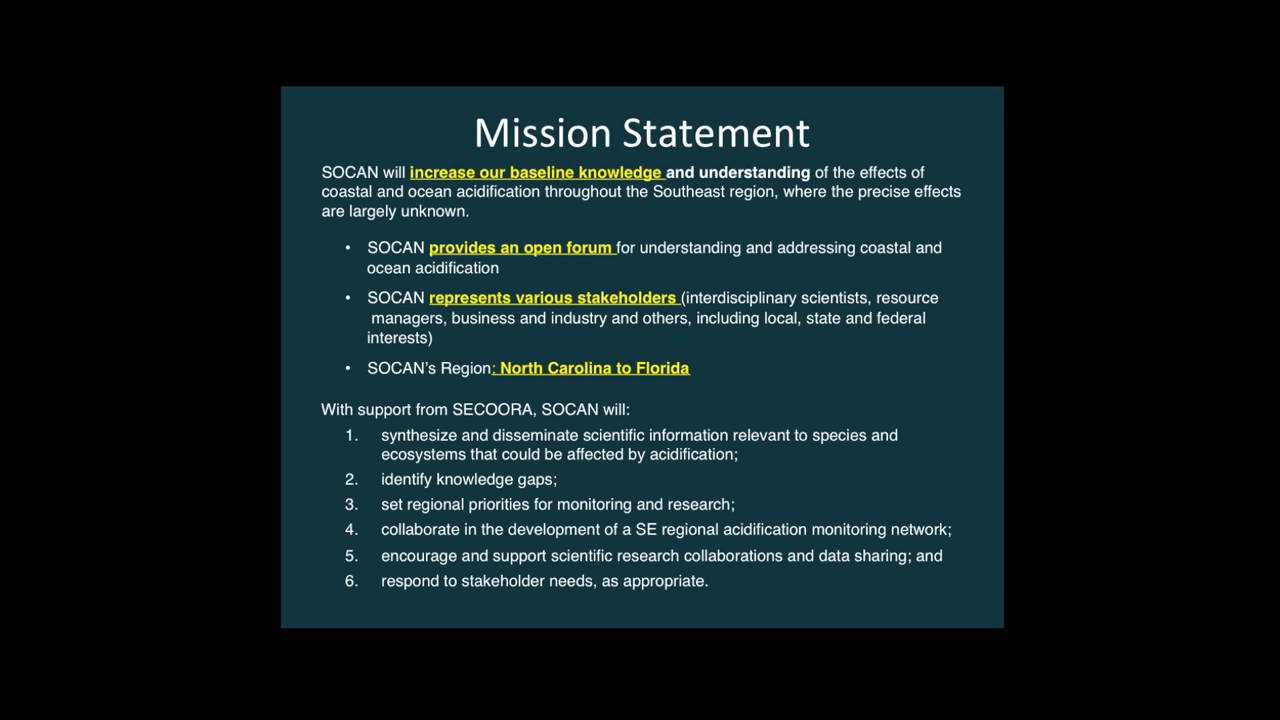 Mission Statement
SOCAN will increase our baseline knowledge and understanding of the effects of
coastal and ocean acidification throughout the Southeast region, where the precise effects
are largely unknown.
• SOCAN provides an open forum for understanding and addressing coastal and
ocean acidification
• SOCAN represents various stakeholders (interdisciplinary scientists, resource
managers, business and industry and others, including local, state and federal
interests)
• SOCAN's Region: North Carolina to Florida
With support from SECOORA, SOCAN will:
1. synthesize and disseminate scientific information relevant to species and
ecosystems that could be affected by acidification;
2. identify knowledge gaps;
3. set regional priorities for monitoring and research;
4. collaborate in the development of a SE regional acidification monitoring network;
5. encourage and support scientific research collaborations and data sharing; and
6. respond to stakeholder needs, as appropriate.